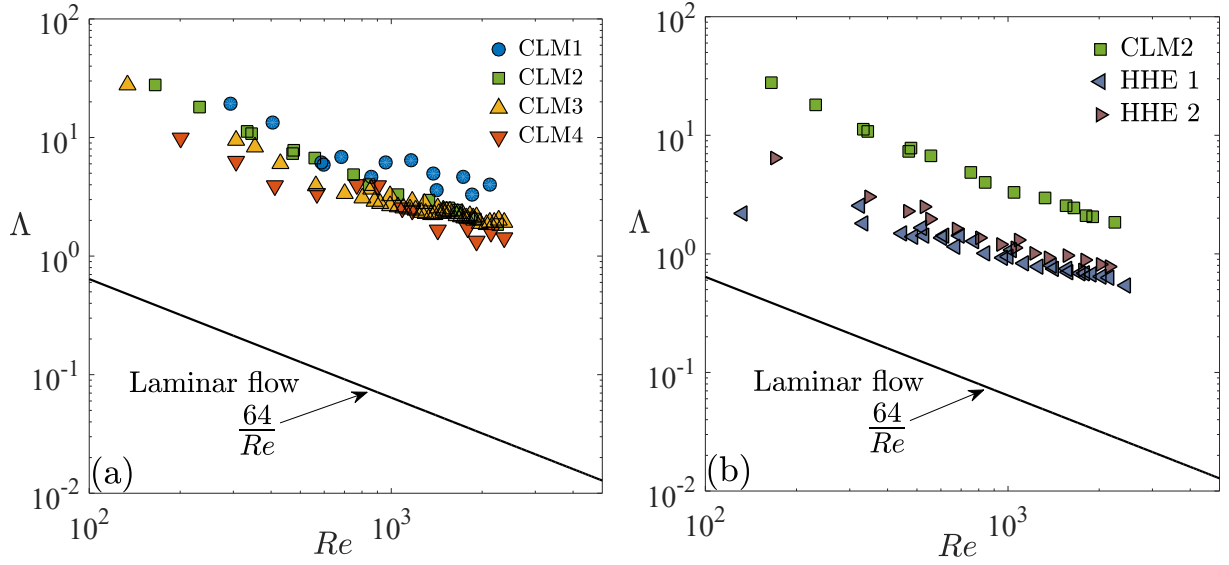 10^2
10^1
10^0
10^-1
10^-2
Λ
CLM1
CLM2
CLM3
CLM4
Laminar flow
64
Re
(a)
10^2
10^3
Re
10^2
10^1
10^0
10^-1
10^-2
Λ
CLM2
HHE 1
HHE 2
Laminar flow
64
Re
(b)
10^2
10^3
Re